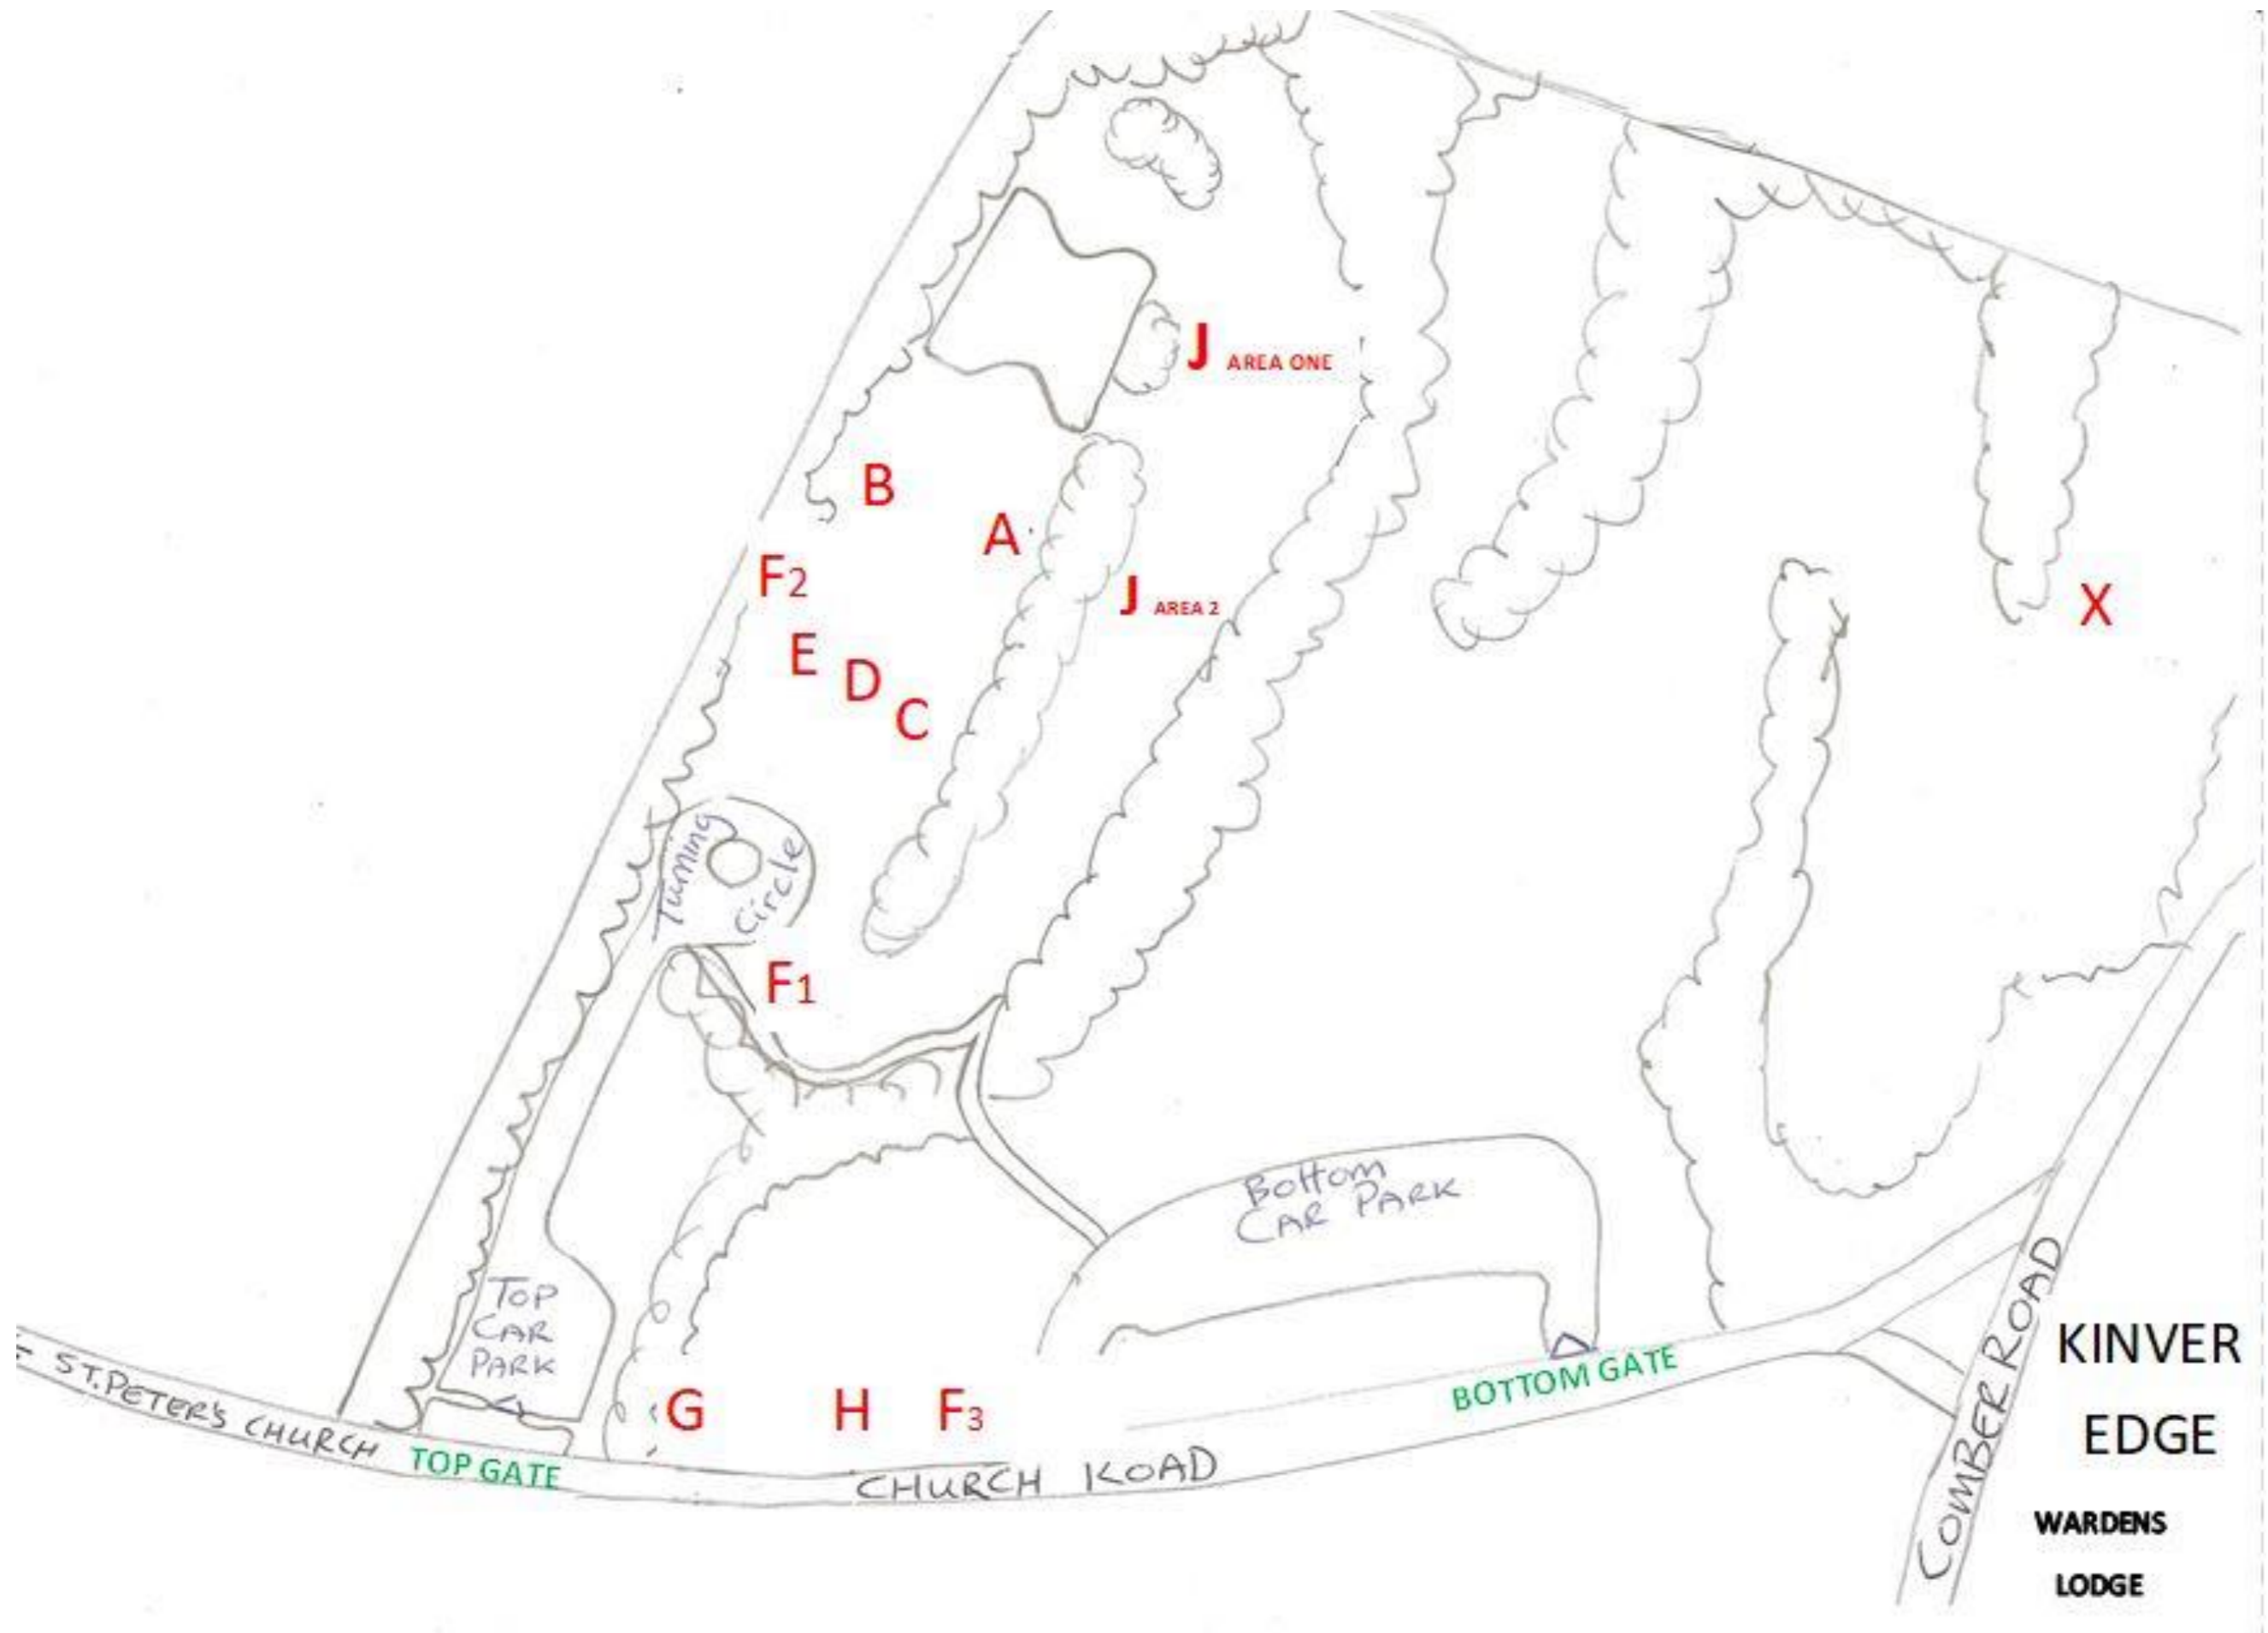 J AREA ONE
B
A
F2
J AREA 2
X
E
D
C
Turning
Circle
F1
Bottom
CAR PARK
TOP
CAR
PARK
ST. PETER'S CHURCH
TOP GATE
G
H
F3
CHURCH ROAD
BOTTOM GATE
COMBER ROAD
KINVER
EDGE
WARDENS
LODGE